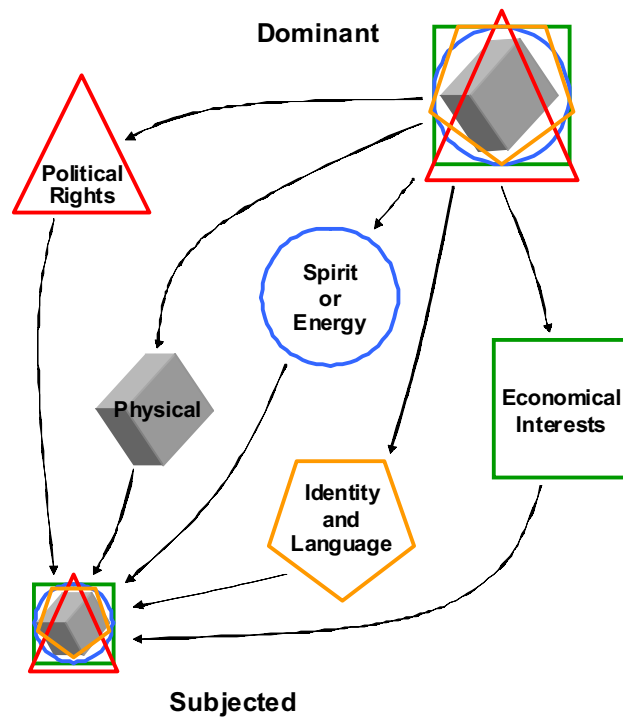 Dominant
Political
Rights
Spirit
or
Energy
Physical
Economical
Interests
Identity
and
Language
Subjected